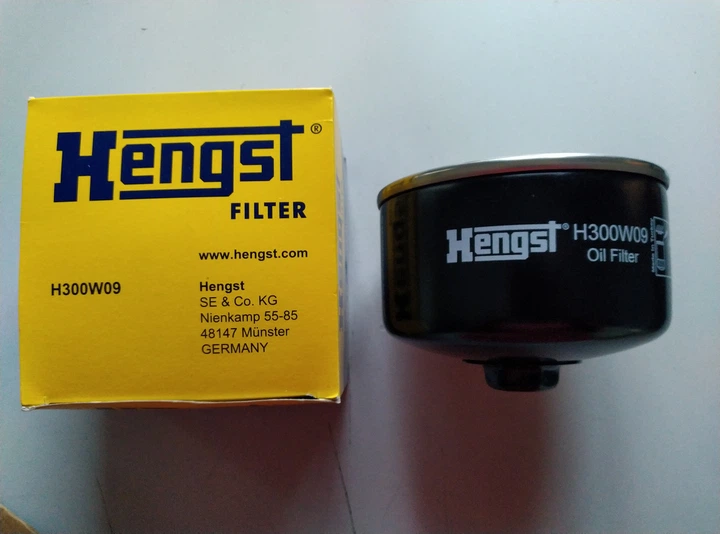 Hengst®
FILTER
www.hengst.com
H300W09
Hengst
SE & Co. KG
Nienkamp 55-85
48147 Münster
GERMANY
Hengst® H300W09
Oil Filter